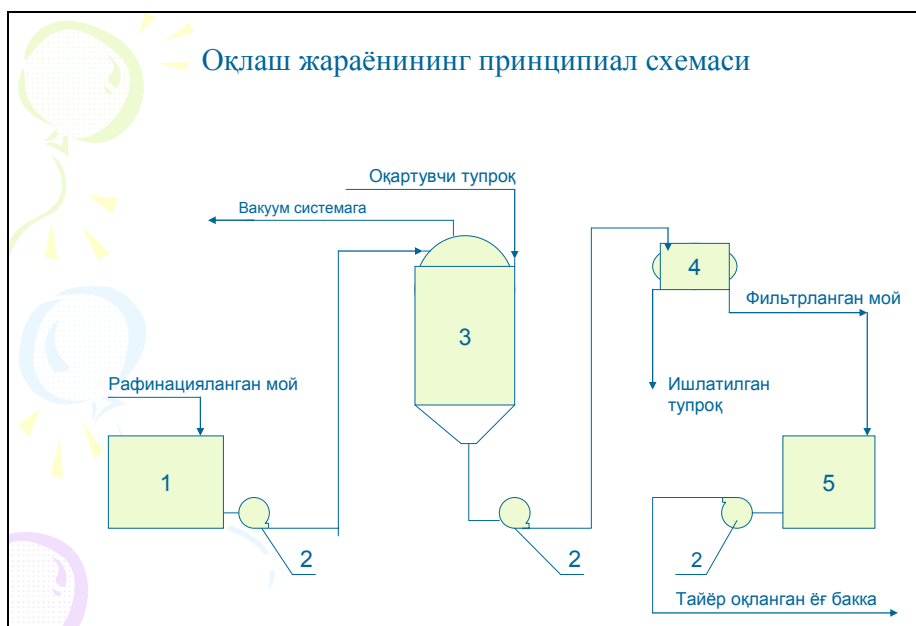 Оқлаш жараёнининг принципиал схемаси
Оқартувчи тупроқ
Вакуум системага
4
Фильтрланган мой
3
Рафинацияланган мой
Ишлатилган
тупроқ
1
5
2
2
2
Тайёр оқланган ёғ бакка